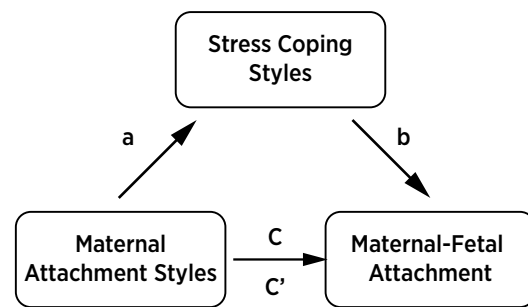 Stress Coping
Styles
a
b
Maternal
Attachment Styles
C
C'
Maternal-Fetal
Attachment